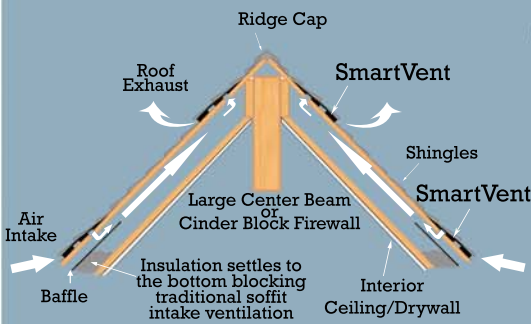 Ridge Cap
Roof
Exhaust
SmartVent
Shingles
SmartVent
Large Center Beam
or
Cinder Block Firewall
Air
Intake
Baffle
Insulation settles to
the bottom blocking
traditional soffit
intake ventilation
Interior
Ceiling/Drywall